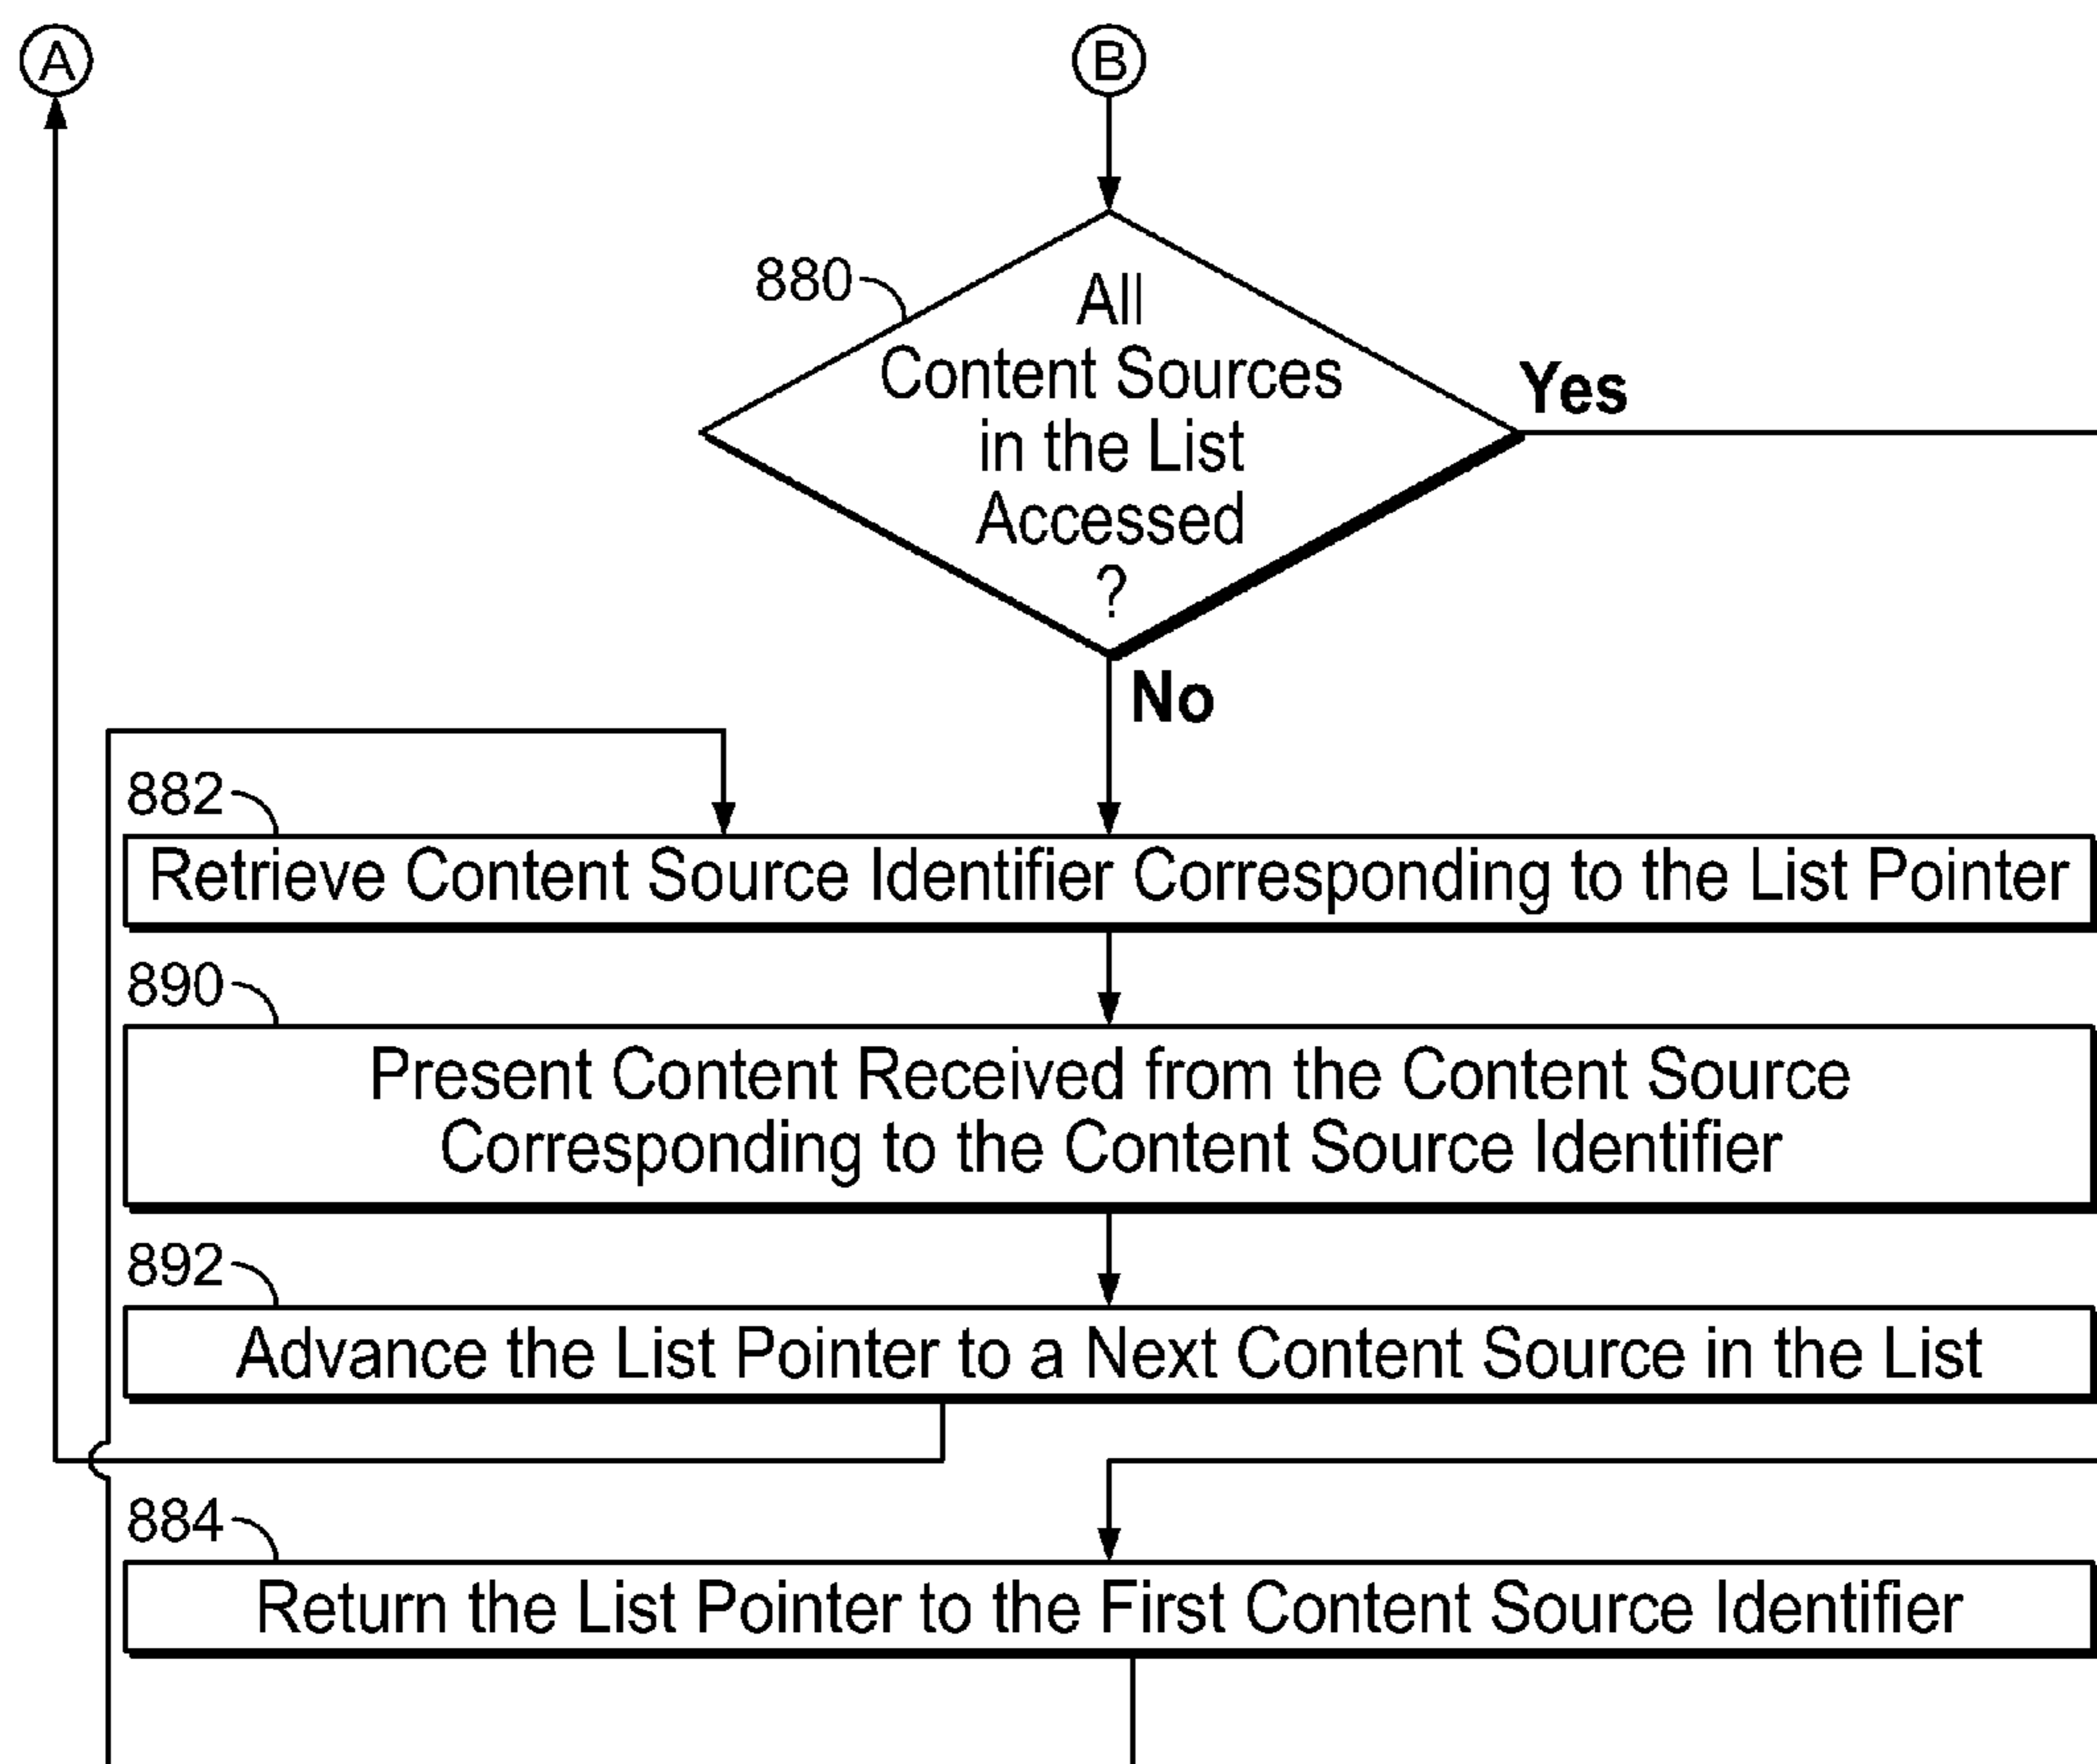 A
B
880
All
Content Sources
in the List
Accessed
?
Yes
No
882
Retrieve Content Source Identifier Corresponding to the List Pointer
890
Present Content Received from the Content Source
Corresponding to the Content Source Identifier
892
Advance the List Pointer to a Next Content Source in the List
884
Return the List Pointer to the First Content Source Identifier